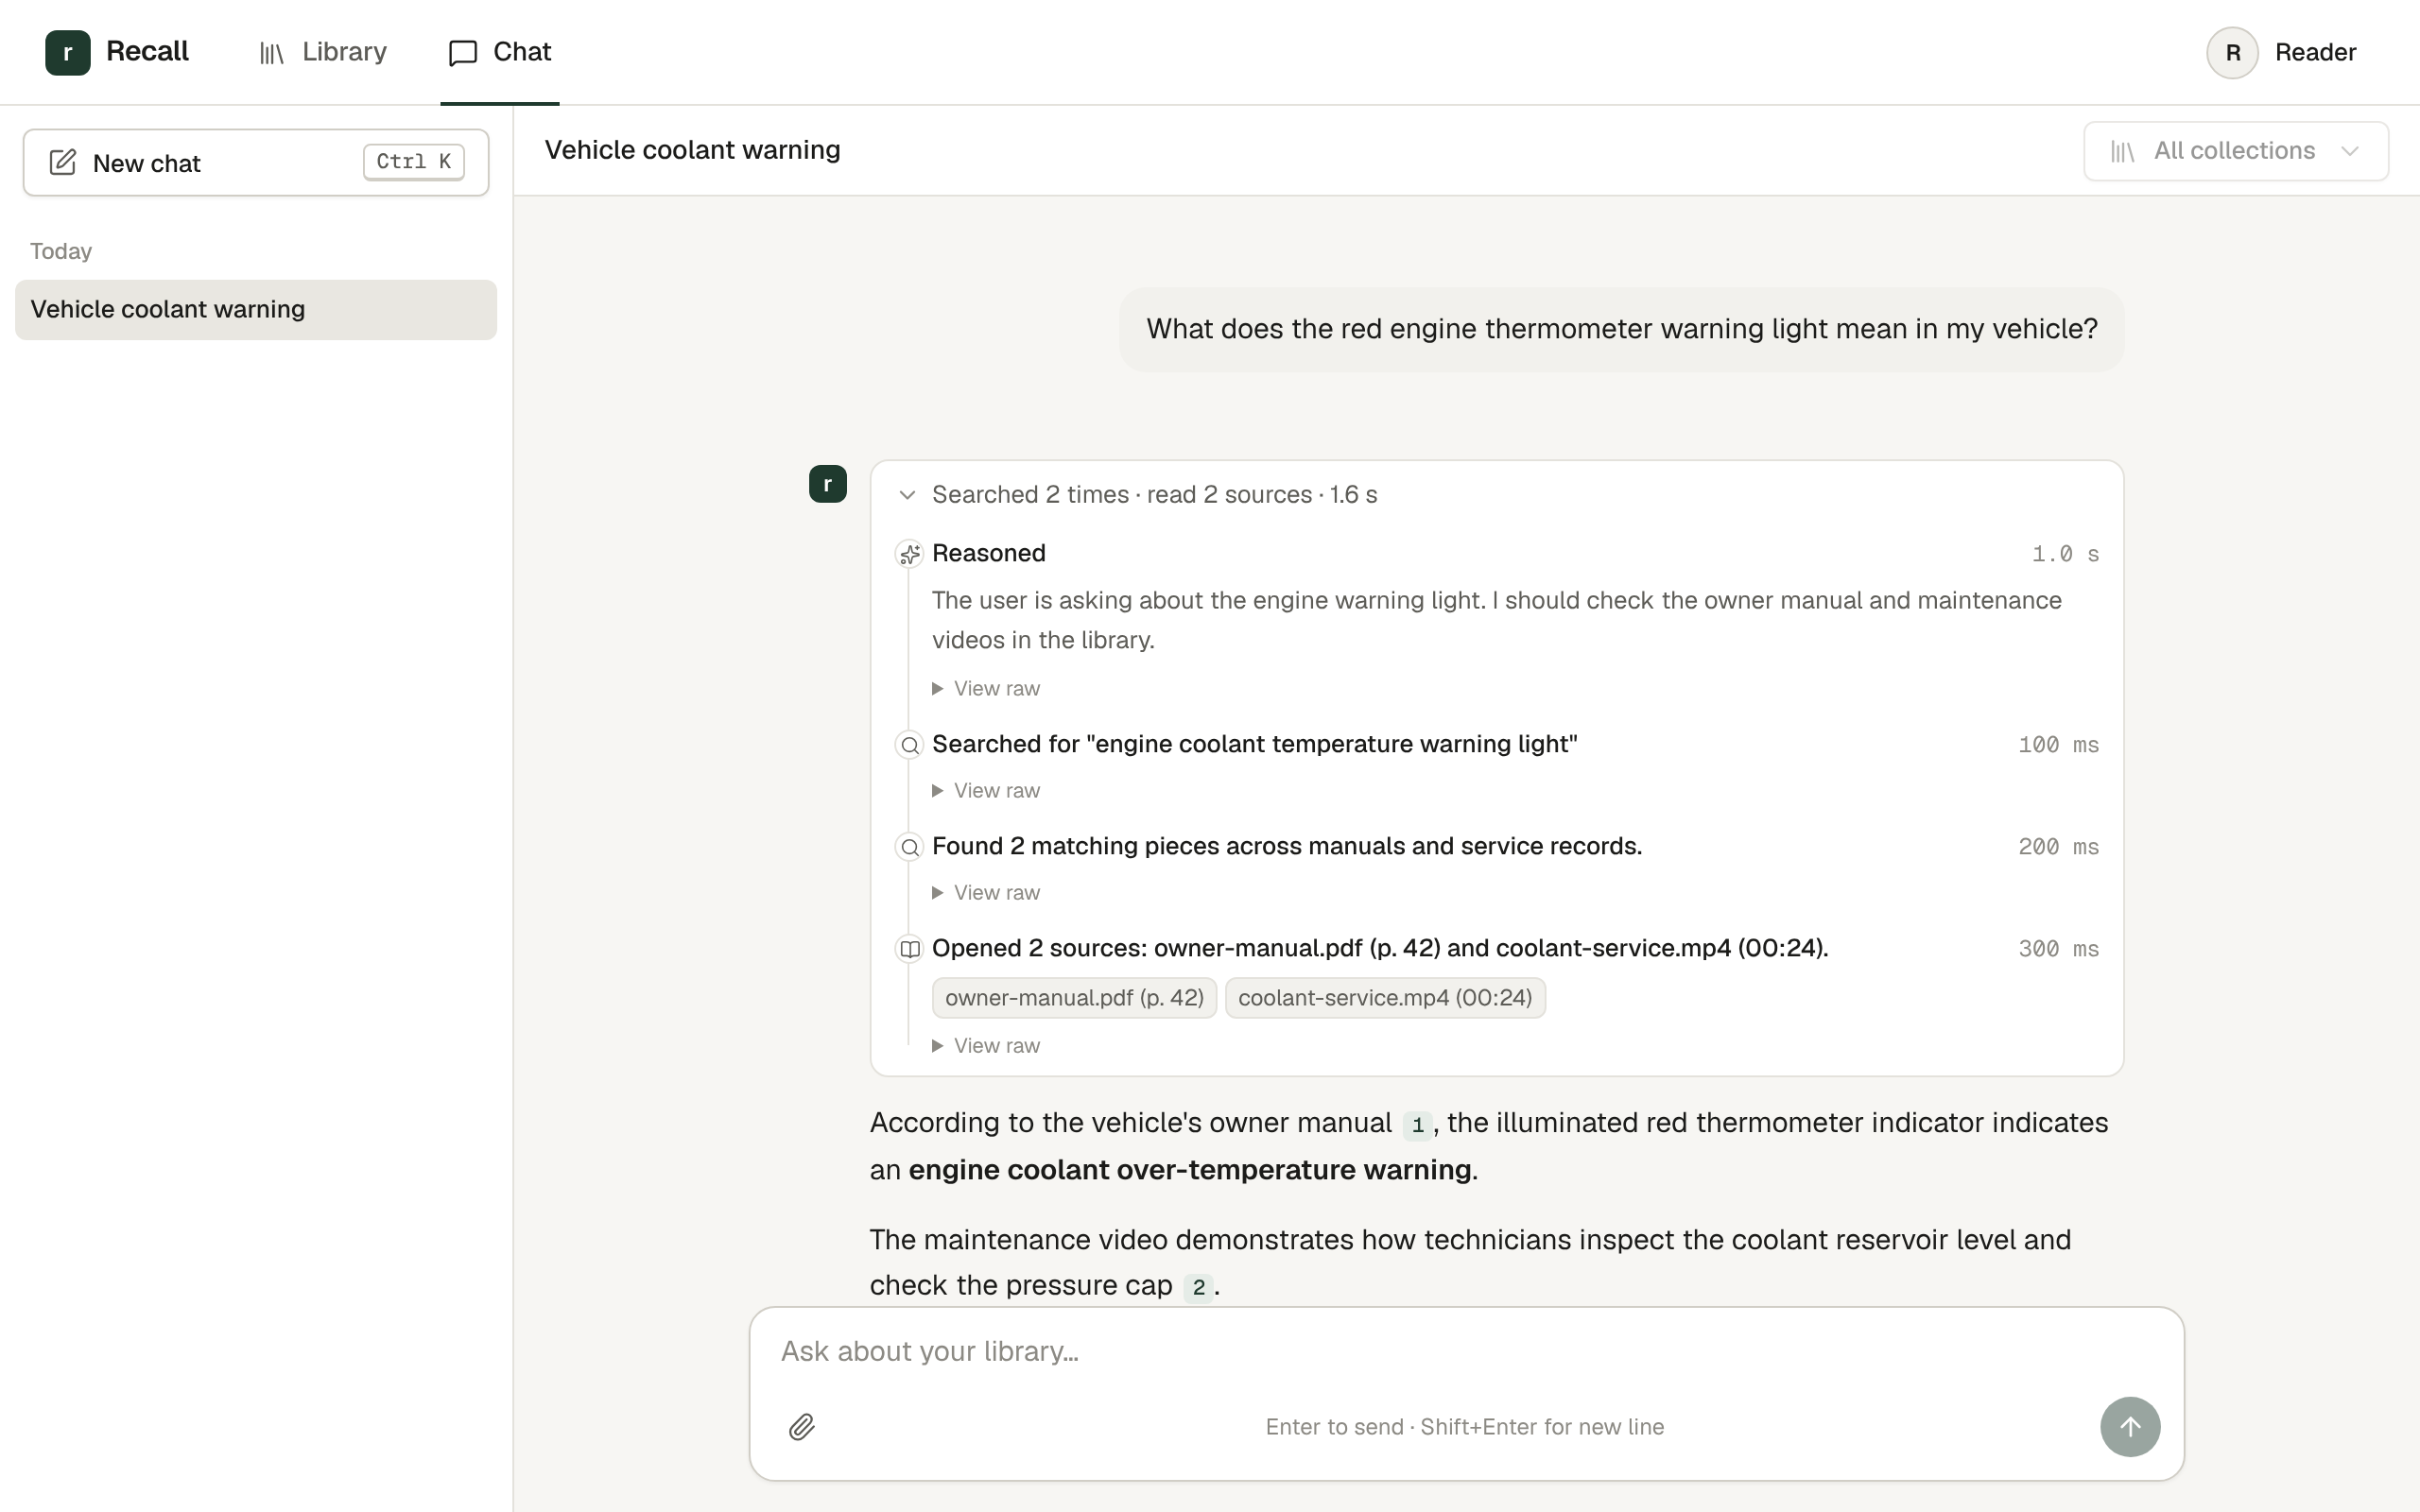 r Recall Library Chat R Reader
New chat Ctrl K
Today
Vehicle coolant warning
Vehicle coolant warning All collections
What does the red engine thermometer warning light mean in my vehicle?
r
Searched 2 times · read 2 sources · 1.6 s
Reasoned 1.0 s
The user is asking about the engine warning light. I should check the owner manual and maintenance
videos in the library.
View raw
Searched for "engine coolant temperature warning light" 100 ms
View raw
Found 2 matching pieces across manuals and service records. 200 ms
View raw
Opened 2 sources: owner-manual.pdf (p. 42) and coolant-service.mp4 (00:24). 300 ms
owner-manual.pdf (p. 42) coolant-service.mp4 (00:24)
View raw
According to the vehicle's owner manual 1, the illuminated red thermometer indicator indicates
an engine coolant over-temperature warning.
The maintenance video demonstrates how technicians inspect the coolant reservoir level and
check the pressure cap 2.
Ask about your library...
Enter to send · Shift+Enter for new line